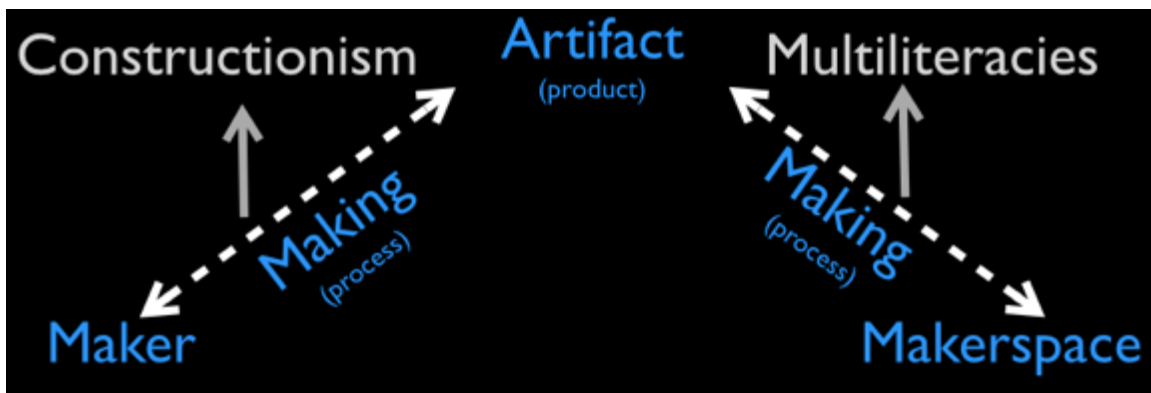 Constructionism
Artifact
(product)
Multiliteracies
Making
(process)
Making
(process)
Maker
Makerspace